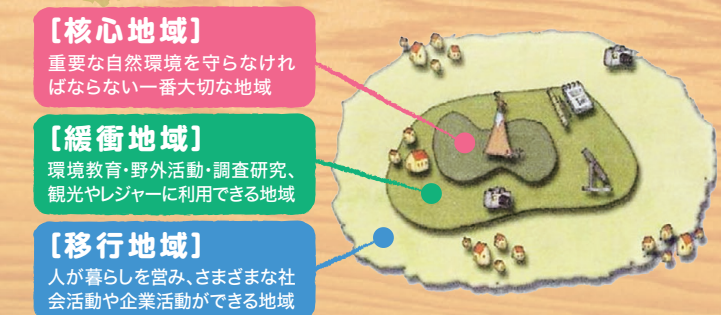 [核心地域]
重要な自然環境を守らなけれ
ばならない一番大切な地域
[緩衝地域]
環境教育・野外活動・調査研究、
観光やレジャーに利用できる地域
[移行地域]
人が暮らしを営み、さまざまな社
会活動や企業活動ができる地域